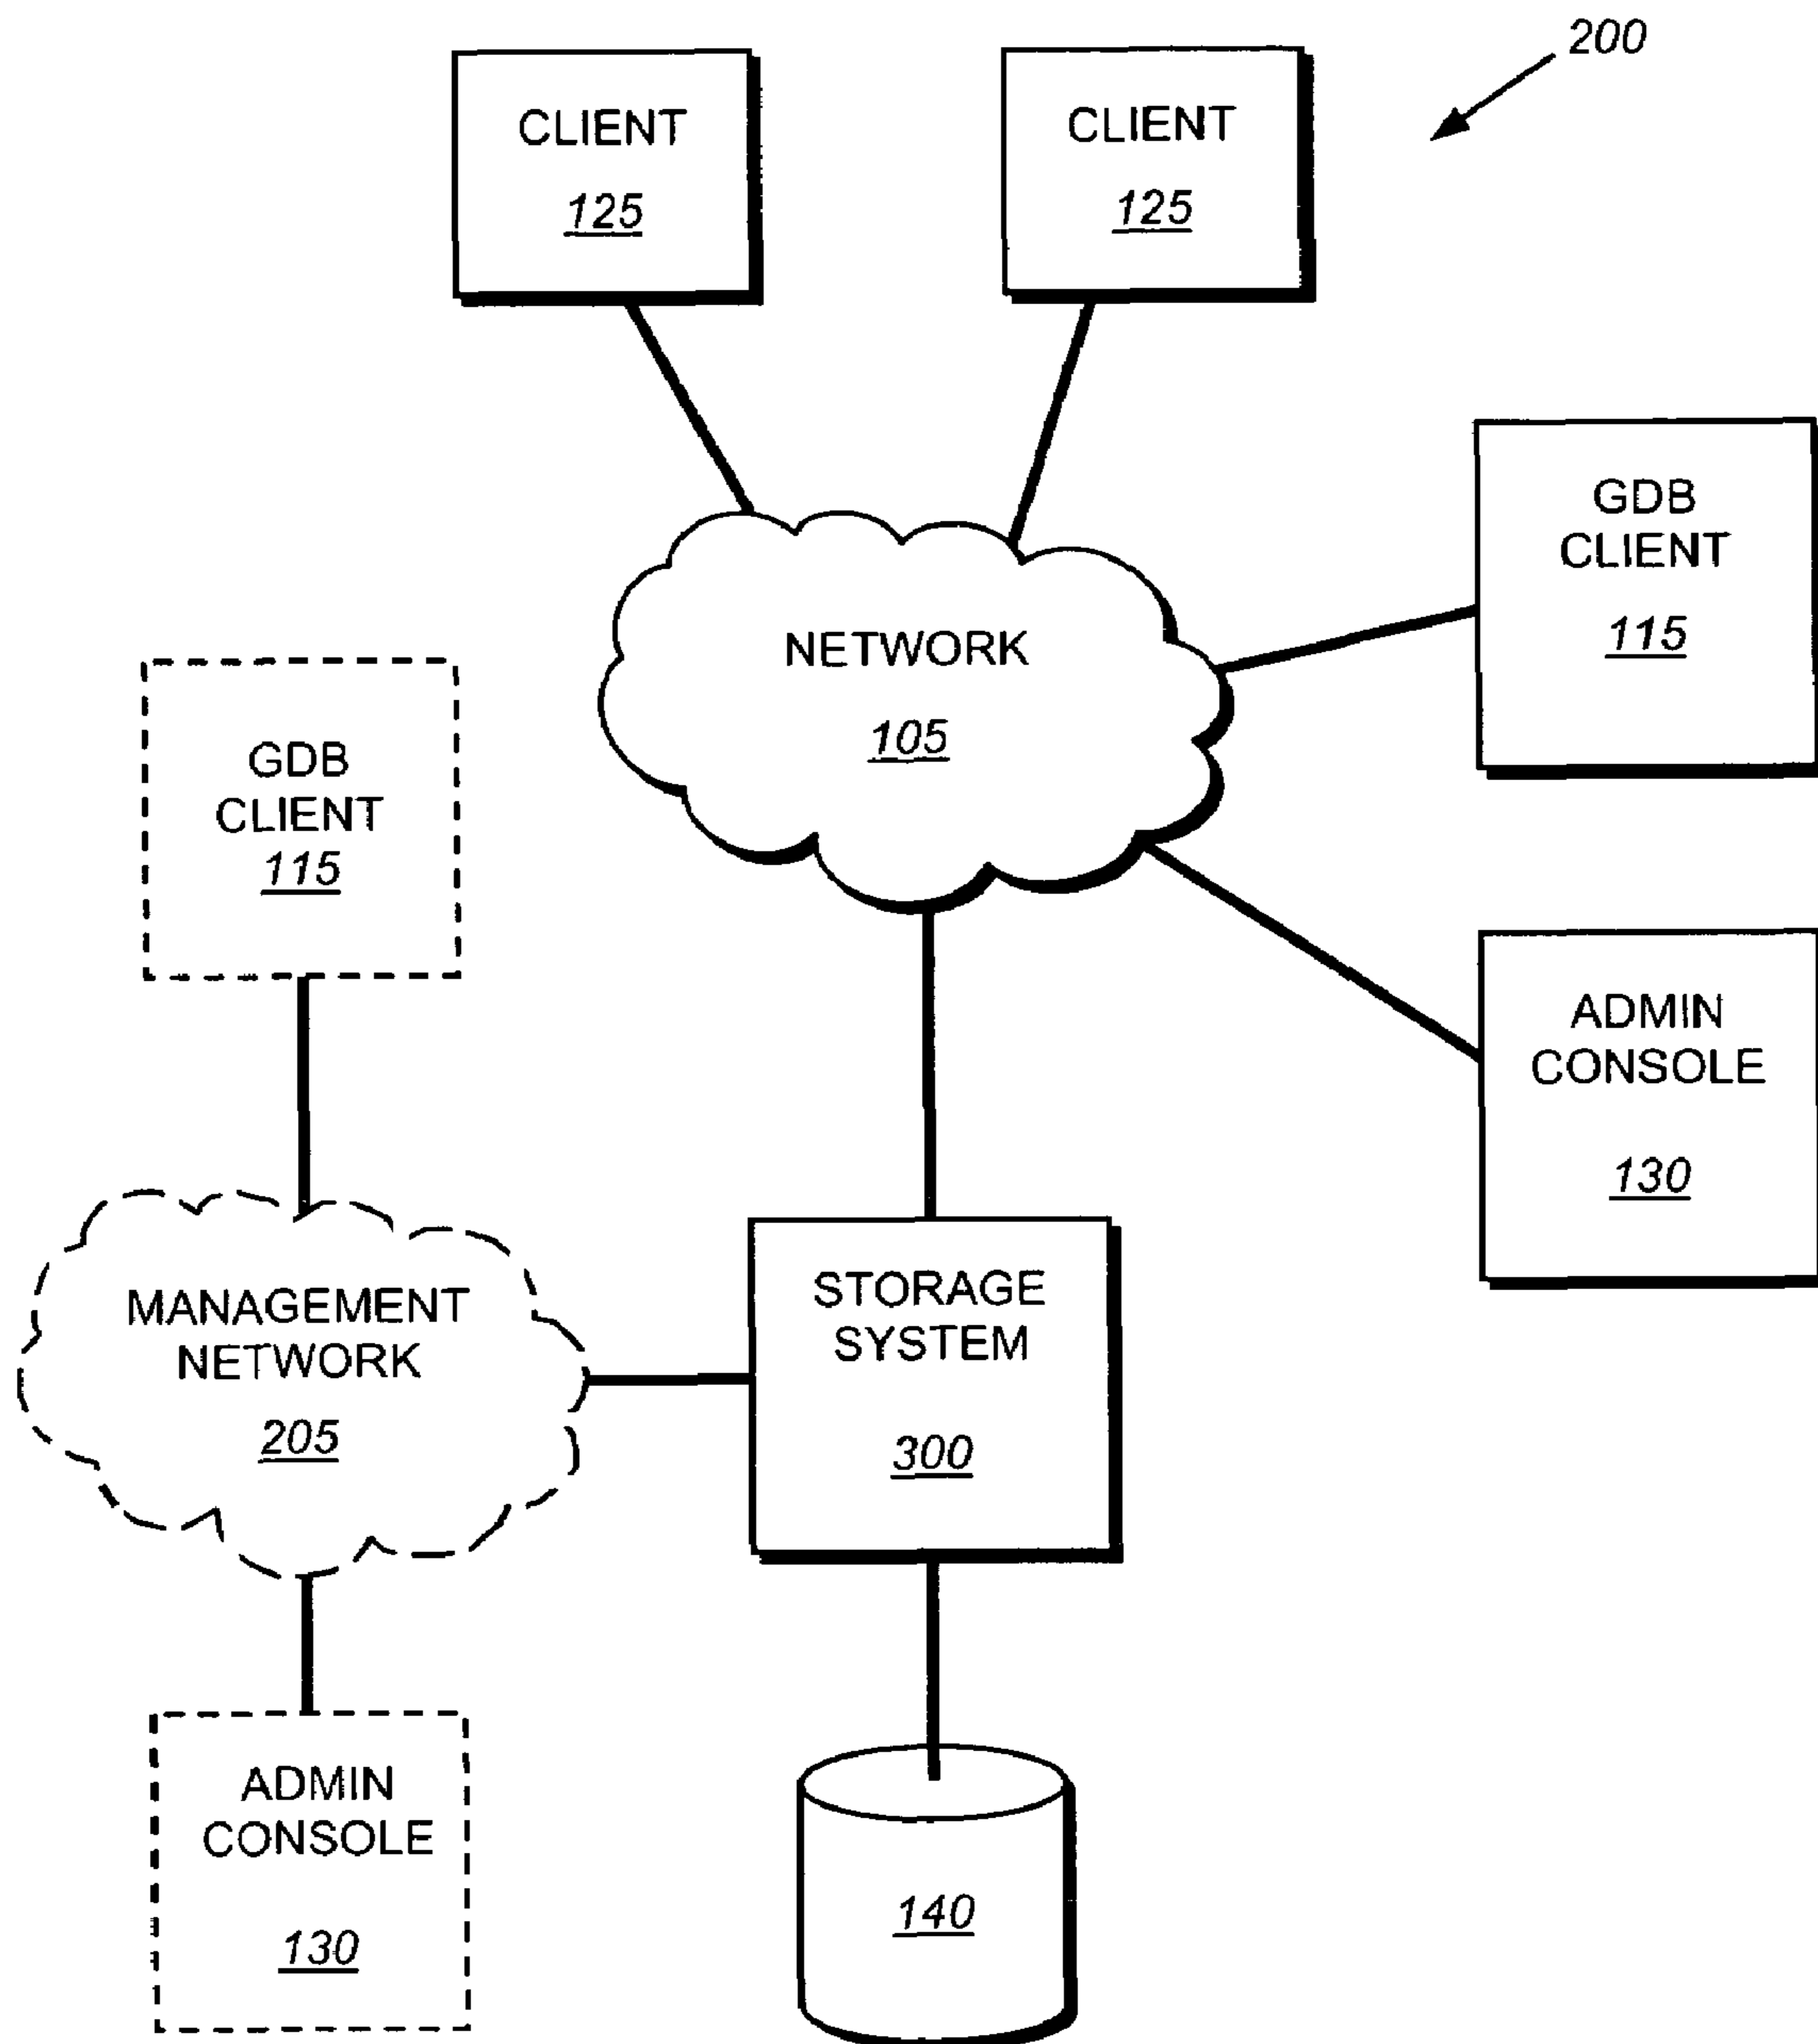 200
CLIENT
125
CLIENT
125
GDB
CLIENT
115
NETWORK
105
GDB
CLIENT
115
ADMIN
CONSOLE
130
MANAGEMENT
NETWORK
205
STORAGE
SYSTEM
300
ADMIN
CONSOLE
130
140